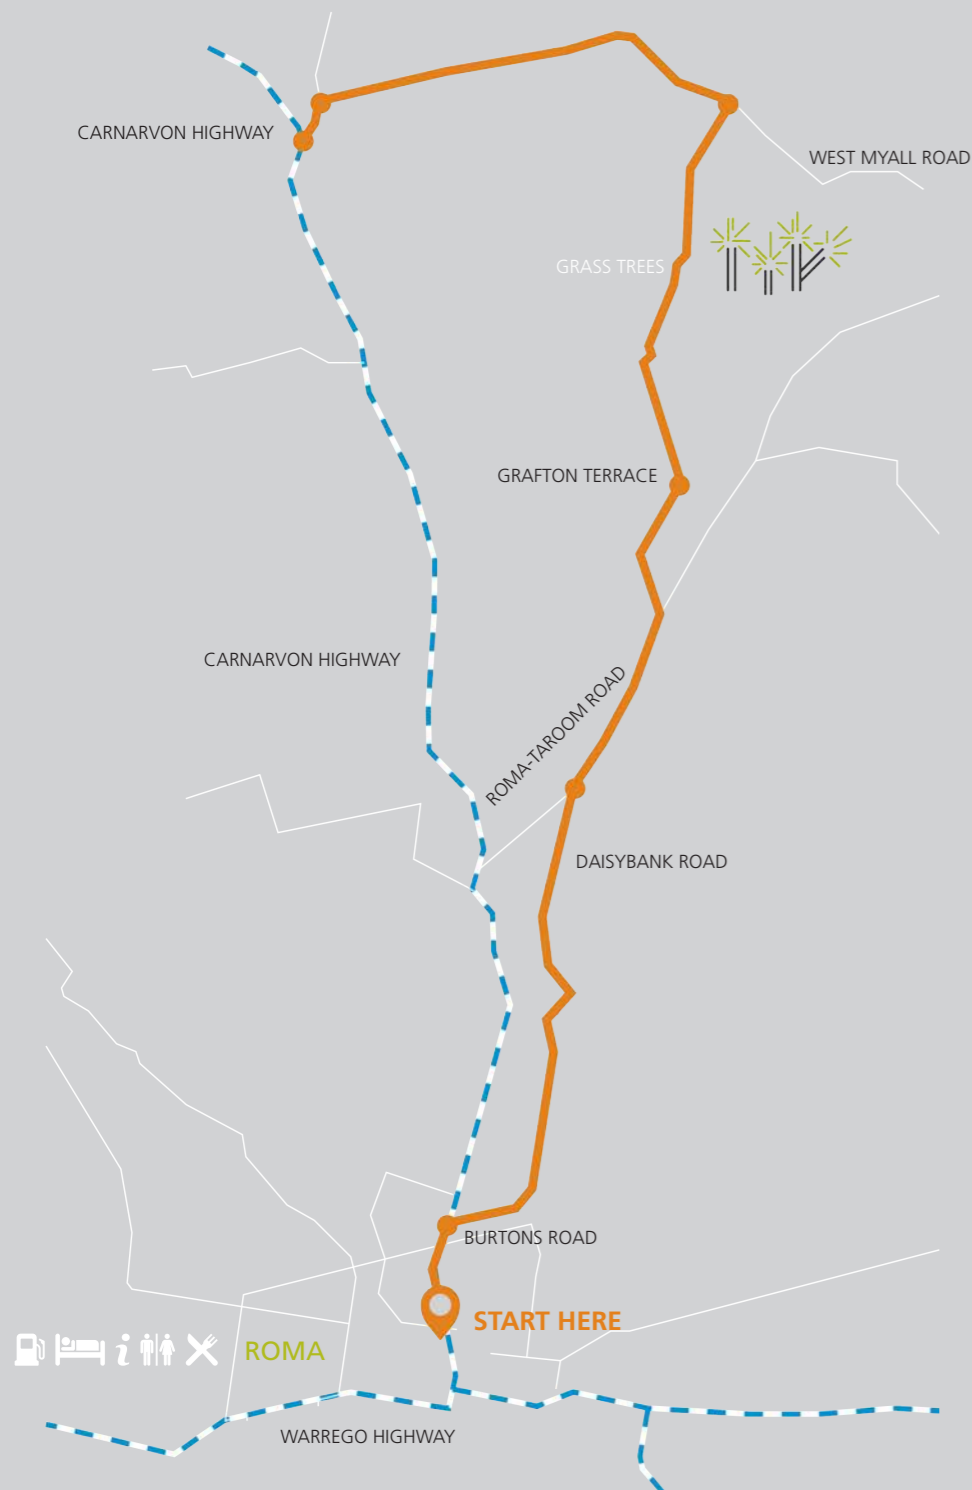 CARNARVON HIGHWAY
WEST MYALL ROAD
GRASS TREES
GRAFTON TERRACE
CARNARVON HIGHWAY
ROMA-TAROOM ROAD
DAISYBANK ROAD
BURTONS ROAD
START HERE
ROMA
WARREGO HIGHWAY